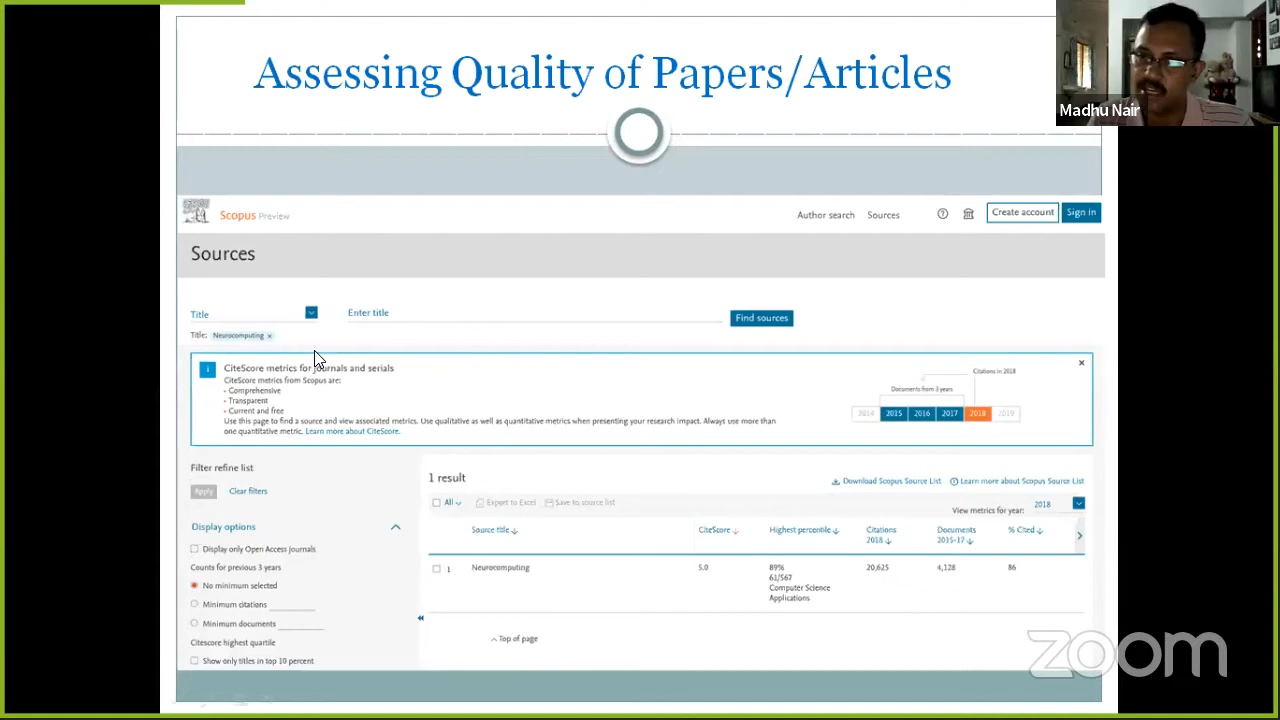 Assessing Quality of Papers/Articles
Madhu Nair
Scopus Preview
Author search Sources Create account Sign in
Sources
Title Enter title Find sources
Title: Neurocomputing ×
i CiteScore metrics for journals and serials ×
CiteScore metrics from Scopus are:
• Comprehensive
• Transparent
• Current and free
Use this page to find a source and view associated metrics. Use qualitative as well as quantitative metrics when presenting your research impact. Always use more
than one quantitative metric. Learn more about CiteScore.
Citations in 2018
Documents from 3 years
2014 2015 2016 2017 2018 2019
Filter refine list
Apply Clear filters
Display options
Display only Open Access journals
Counts for previous 3 years
No minimum selected
Minimum citations
Minimum documents
Citescore highest quartile
Show only titles in top 10 percent
1 result
Download Scopus Source List Learn more about Scopus Source List
All Export to Excel Save to source list
View metrics for year: 2018
Source title CiteScore Highest percentile Citations 2018 Documents 2015-17 % Cited
1 Neurocomputing 5.0 89% 20,625 4,128 86
61/567
Computer Science
Applications
Top of page
zoom